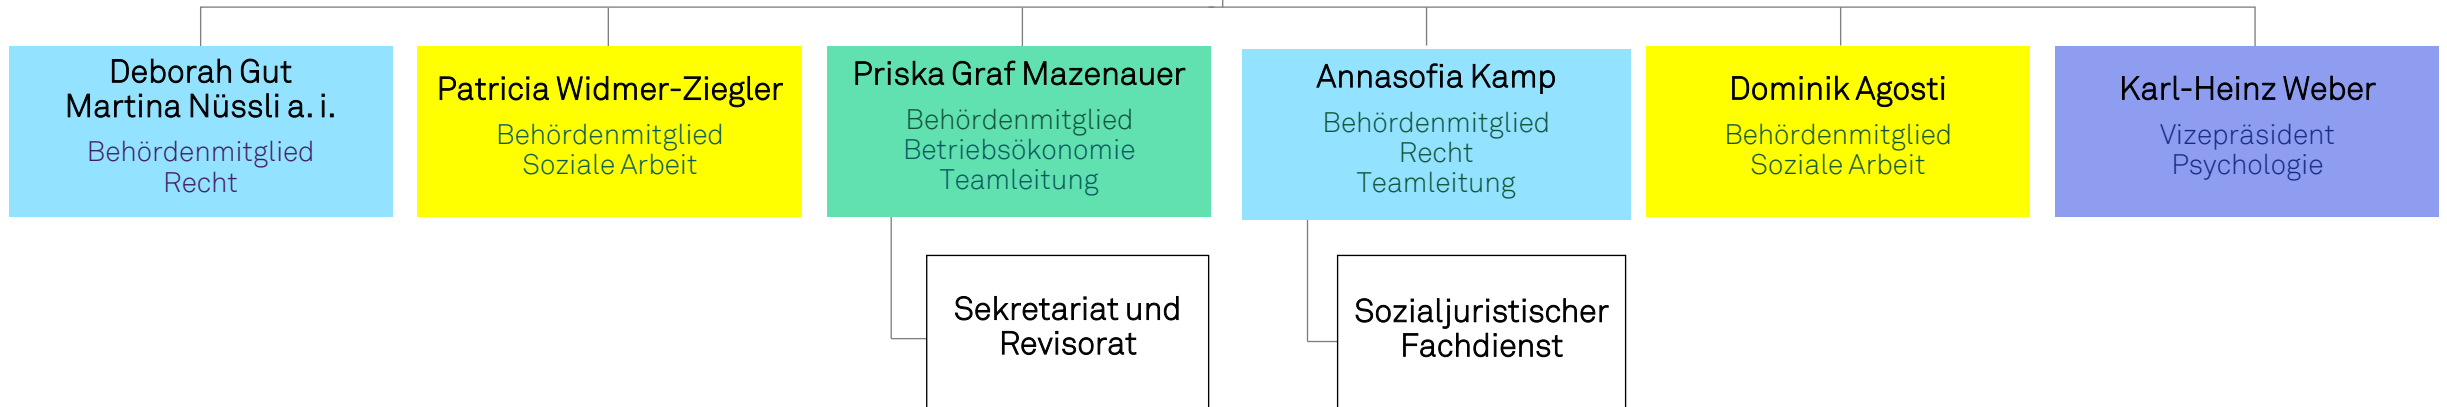 Deborah Gut
Martina Nüssli a. i.
Behördenmitglied
Recht
Patricia Widmer-Ziegler
Behördenmitglied
Soziale Arbeit
Priska Graf Mazenauer
Behördenmitglied
Betriebsökonomie
Teamleitung
Annasofia Kamp
Behördenmitglied
Recht
Teamleitung
Dominik Agosti
Behördenmitglied
Soziale Arbeit
Karl-Heinz Weber
Vizepräsident
Psychologie
Sekretariat und
Revisorat
Sozialjuristischer
Fachdienst